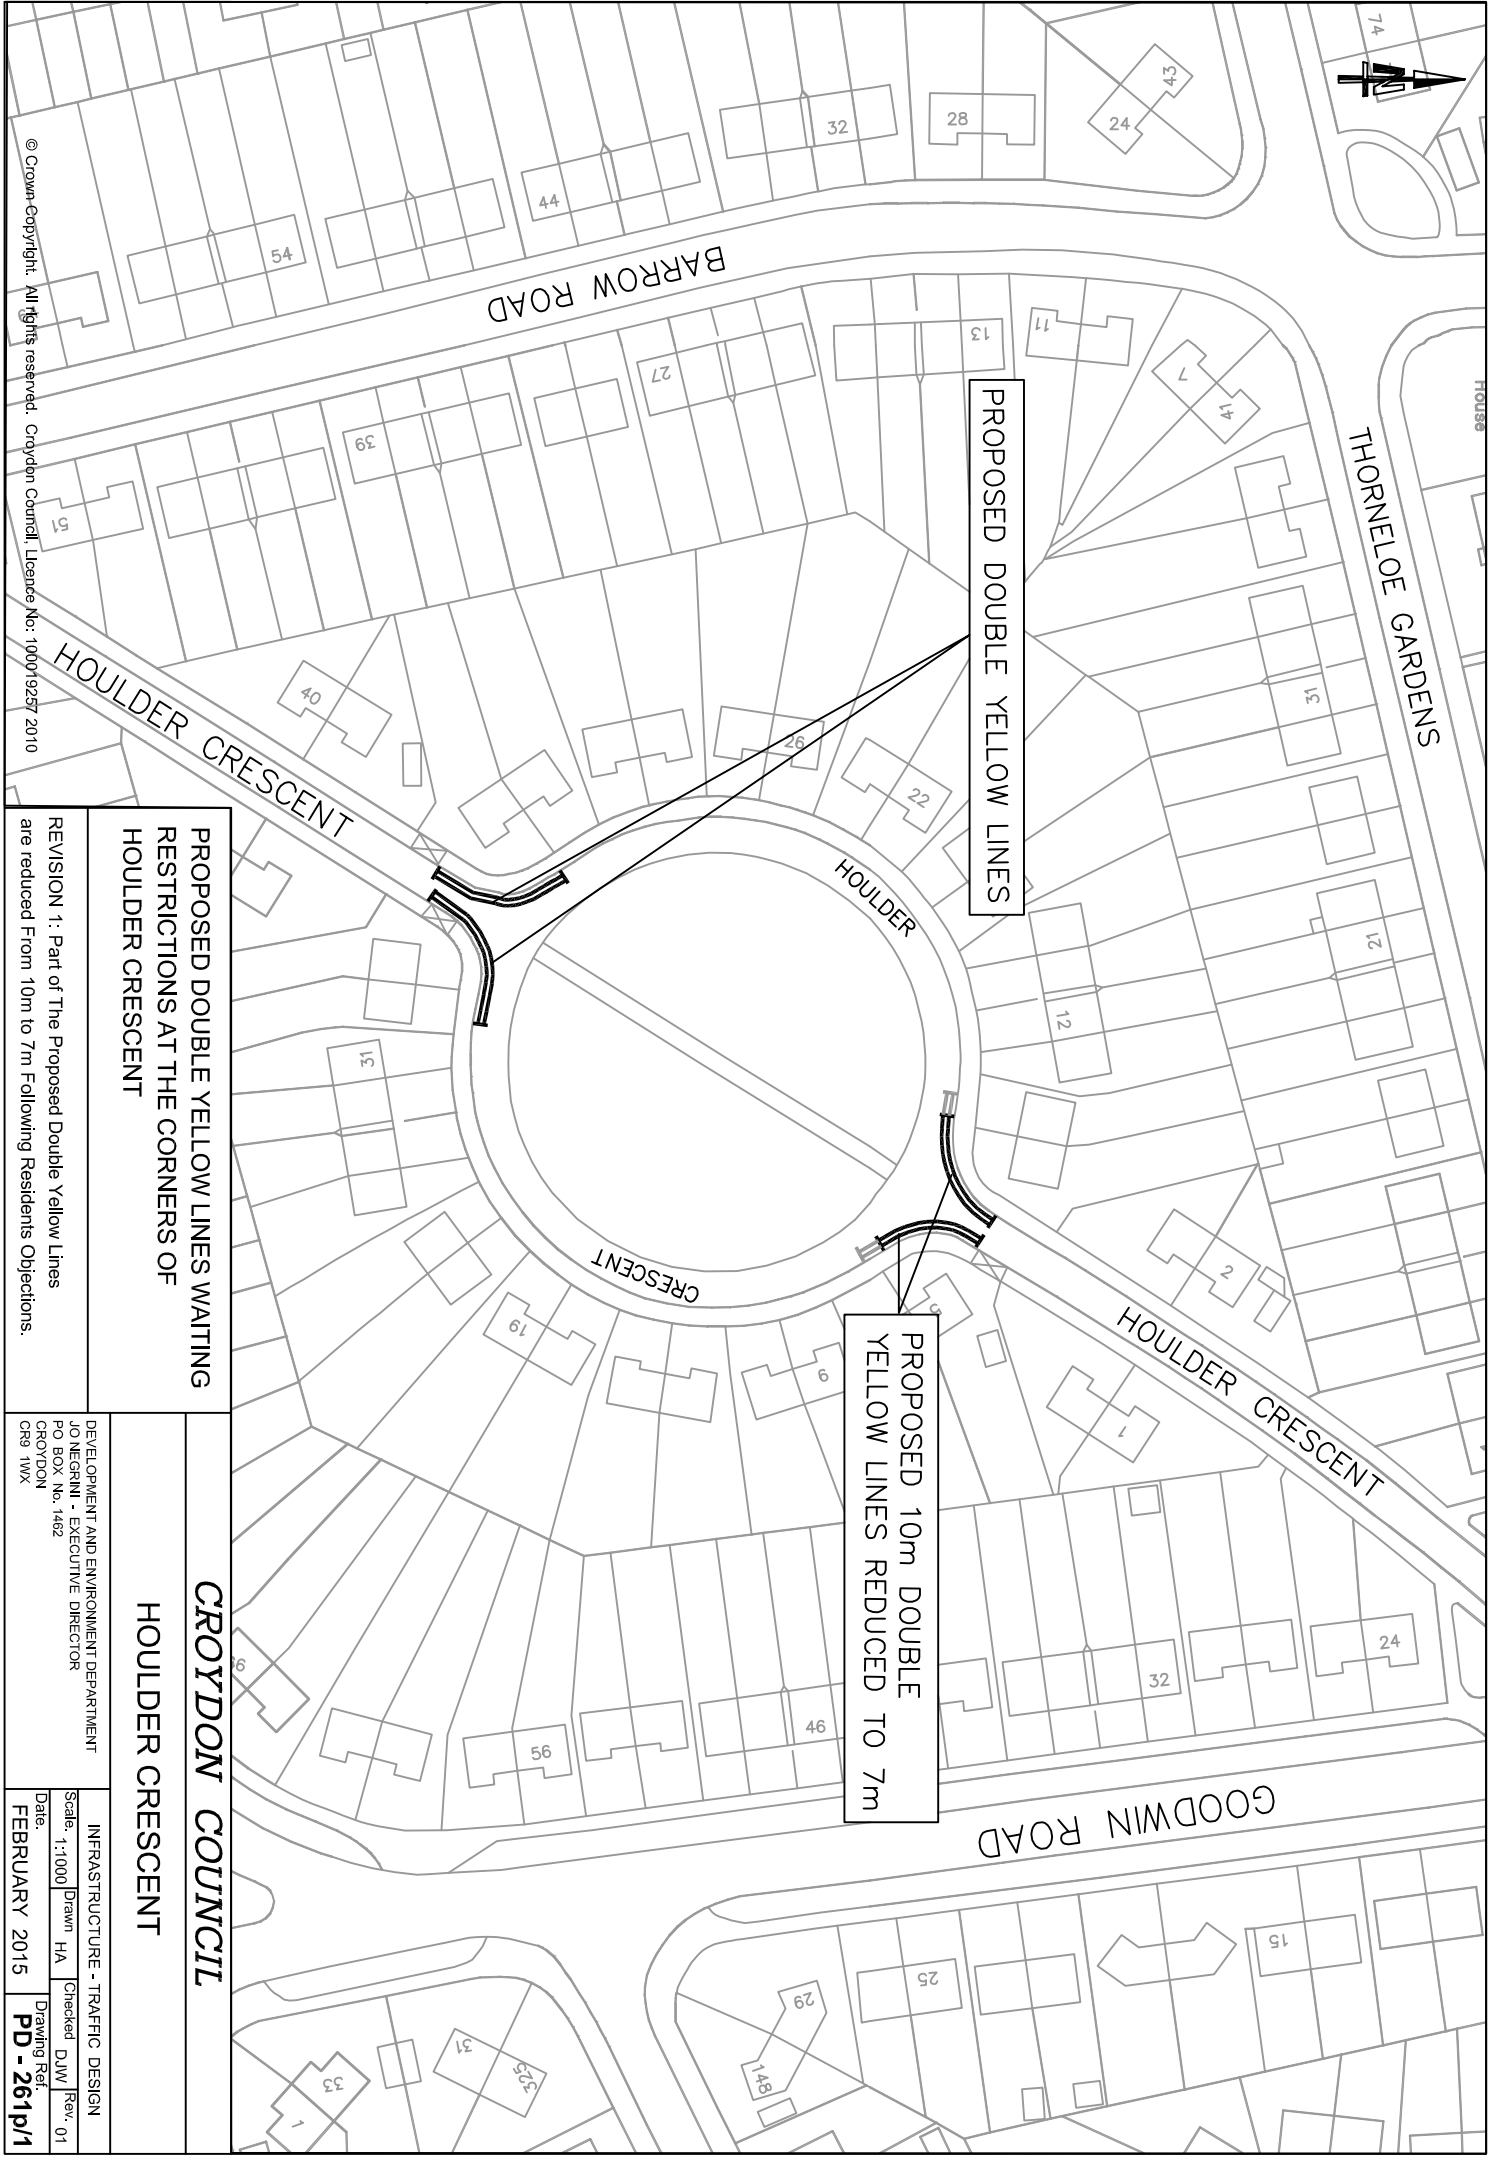 N
74
43
24
28
32
44
54
BARROW ROAD
House
THORNELOE GARDENS
41
7
11
13
27
39
51
31
21
PROPOSED DOUBLE YELLOW LINES
40
26
22
12
2
HOULDER CRESCENT
HOULDER
CRESCENT
HOULDER CRESCENT
31
19
9
5
1
PROPOSED 10m DOUBLE
YELLOW LINES REDUCED TO 7m
24
32
46
56
66
GOODWIN ROAD
15
25
29
148
31
325
33
1
© Crown Copyright. All rights reserved. Croydon Council, Licence No: 100019257 2010
PROPOSED DOUBLE YELLOW LINES WAITING
RESTRICTIONS AT THE CORNERS OF
HOULDER CRESCENT
REVISION 1: Part of The Proposed Double Yellow Lines
are reduced From 10m to 7m Following Residents Objections.
CROYDON COUNCIL
HOULDER CRESCENT
DEVELOPMENT AND ENVIRONMENT DEPARTMENT
JO NEGRINI - EXECUTIVE DIRECTOR
PO BOX No. 1462
CROYDON
CR9 1WX
INFRASTRUCTURE - TRAFFIC DESIGN
Scale. 1:1000 Drawn HA Checked DJW Rev. 01
Date.
FEBRUARY 2015
Drawing Ref.
PD - 261p/1